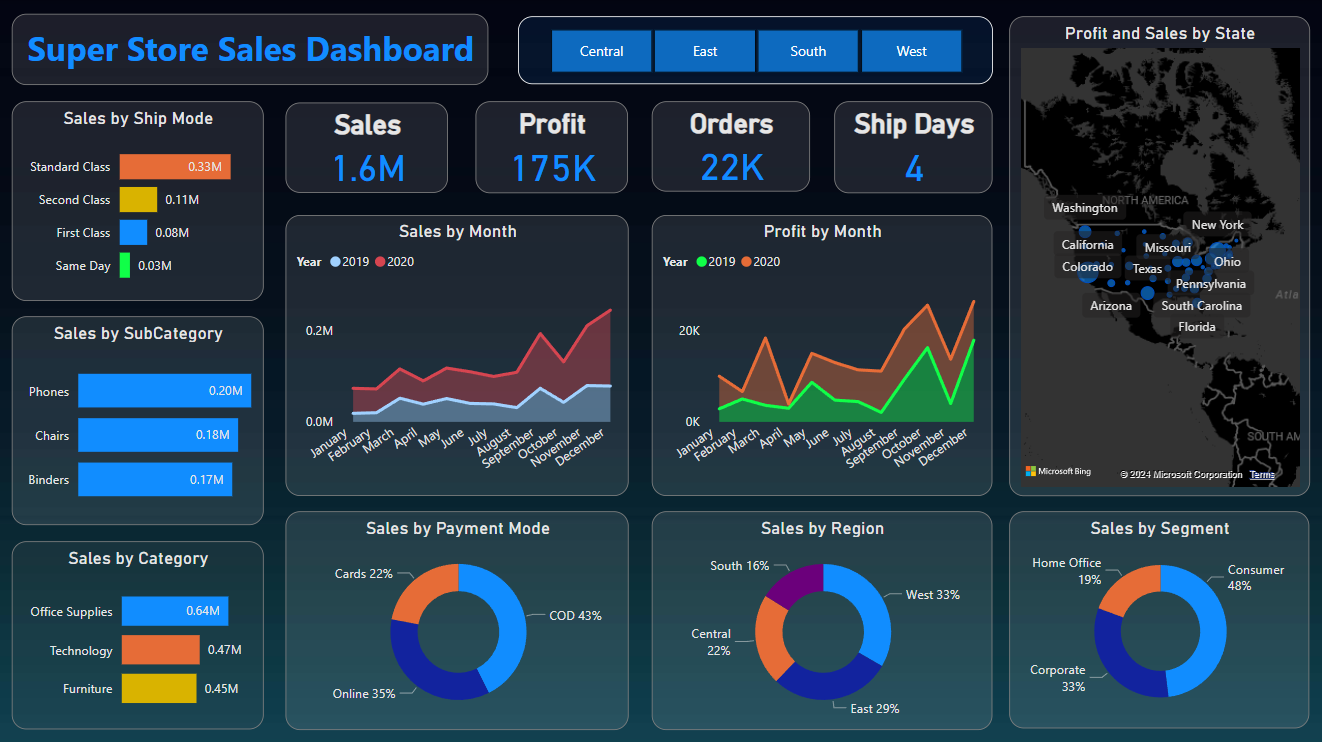 Super Store Sales Dashboard
Central
East
South
West
Profit and Sales by State
Sales by Ship Mode
Standard Class 0.33M
Second Class 0.11M
First Class 0.08M
Same Day 0.03M
Sales
1.6M
Profit
175K
Orders
22K
Ship Days
4
Sales by Month
Year 2019 2020
0.2M
0.0M
January
February
March
April
May
June
July
August
September
October
November
December
Profit by Month
Year 2019 2020
20K
0K
January
February
March
April
May
June
July
August
September
October
November
December
NORTH AMERICA
Washington
New York
California
Missouri
Colorado
Texas
Ohio
Pennsylvania
Arizona
South Carolina
Florida
Atla
SOUTH AM
Microsoft Bing
© 2024 Microsoft Corporation Terms
Sales by SubCategory
Phones 0.20M
Chairs 0.18M
Binders 0.17M
Sales by Category
Office Supplies 0.64M
Technology 0.47M
Furniture 0.45M
Sales by Payment Mode
Cards 22%
COD 43%
Online 35%
Sales by Region
South 16%
West 33%
Central
22%
East 29%
Sales by Segment
Home Office
19%
Consumer
48%
Corporate
33%